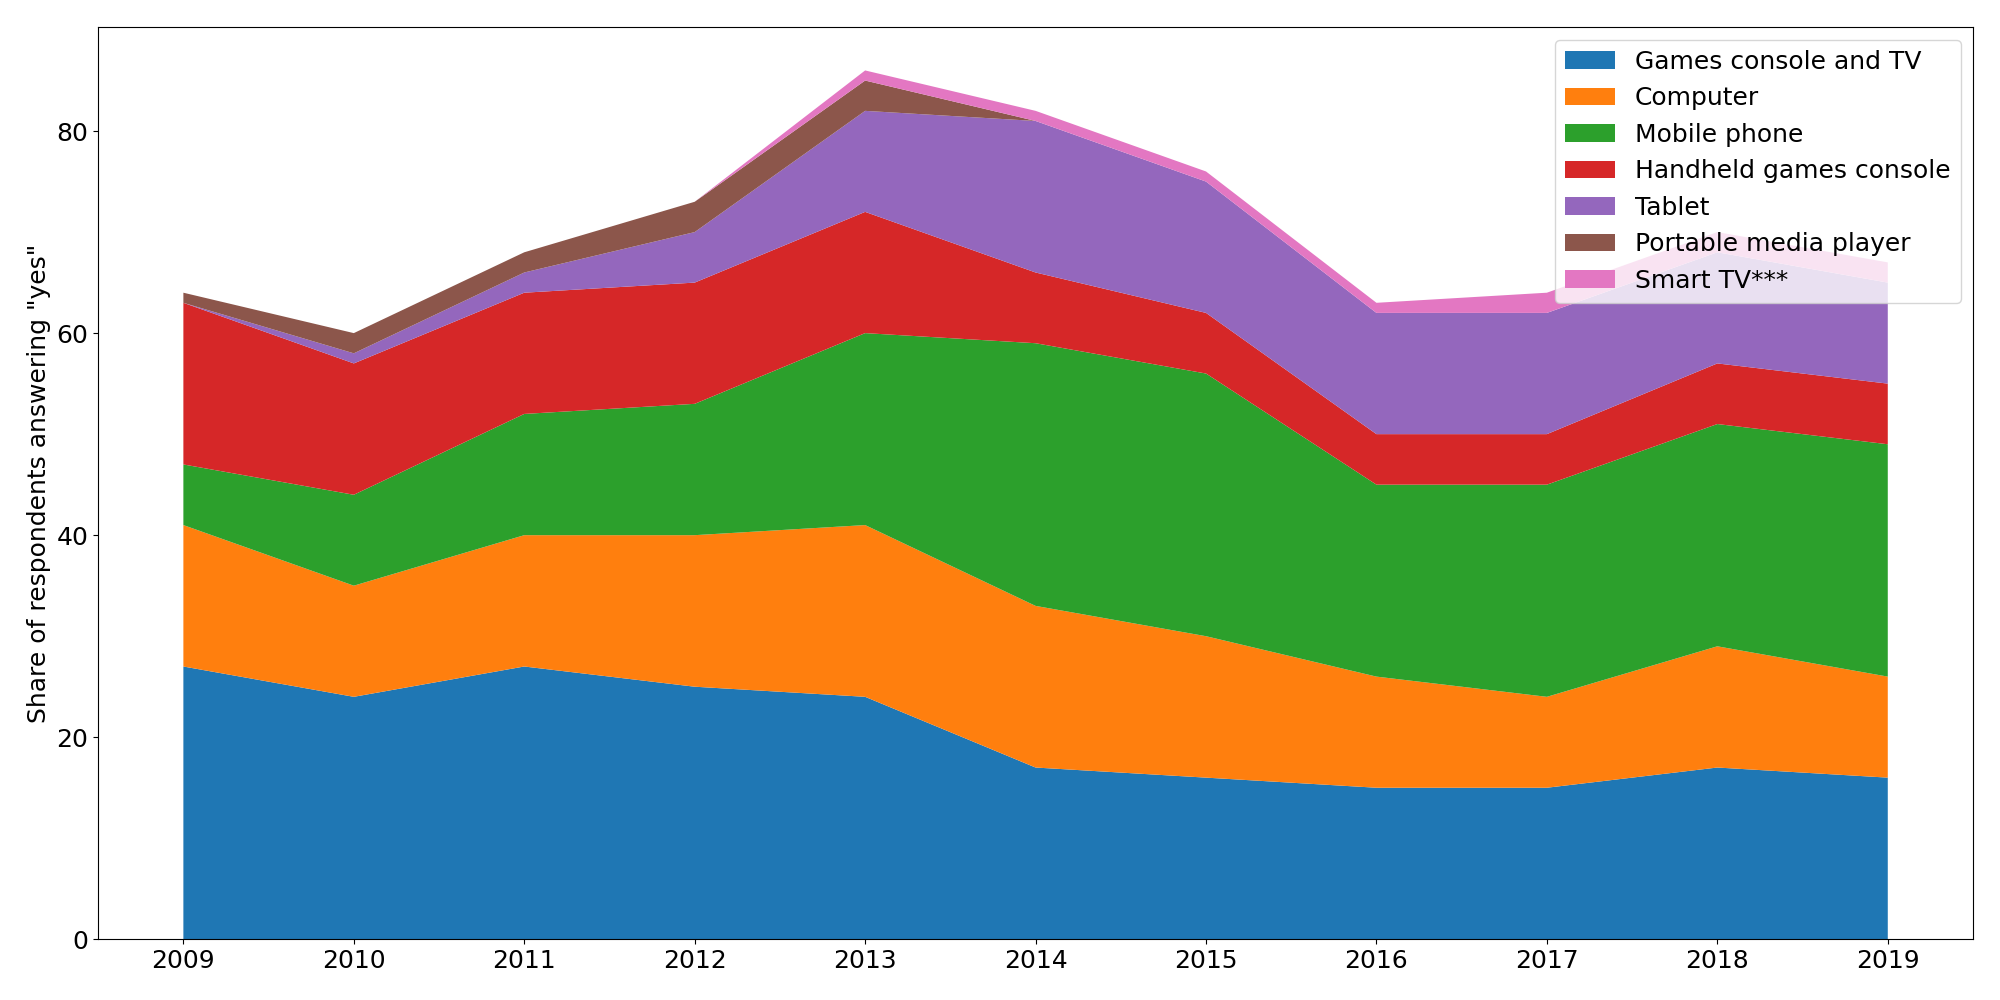 Games console and TV
Computer
Mobile phone
Handheld games console
Tablet
Portable media player
Smart TV***
Share of respondents answering "yes"
80
60
40
20
0
2009 2010 2011 2012 2013 2014 2015 2016 2017 2018 2019